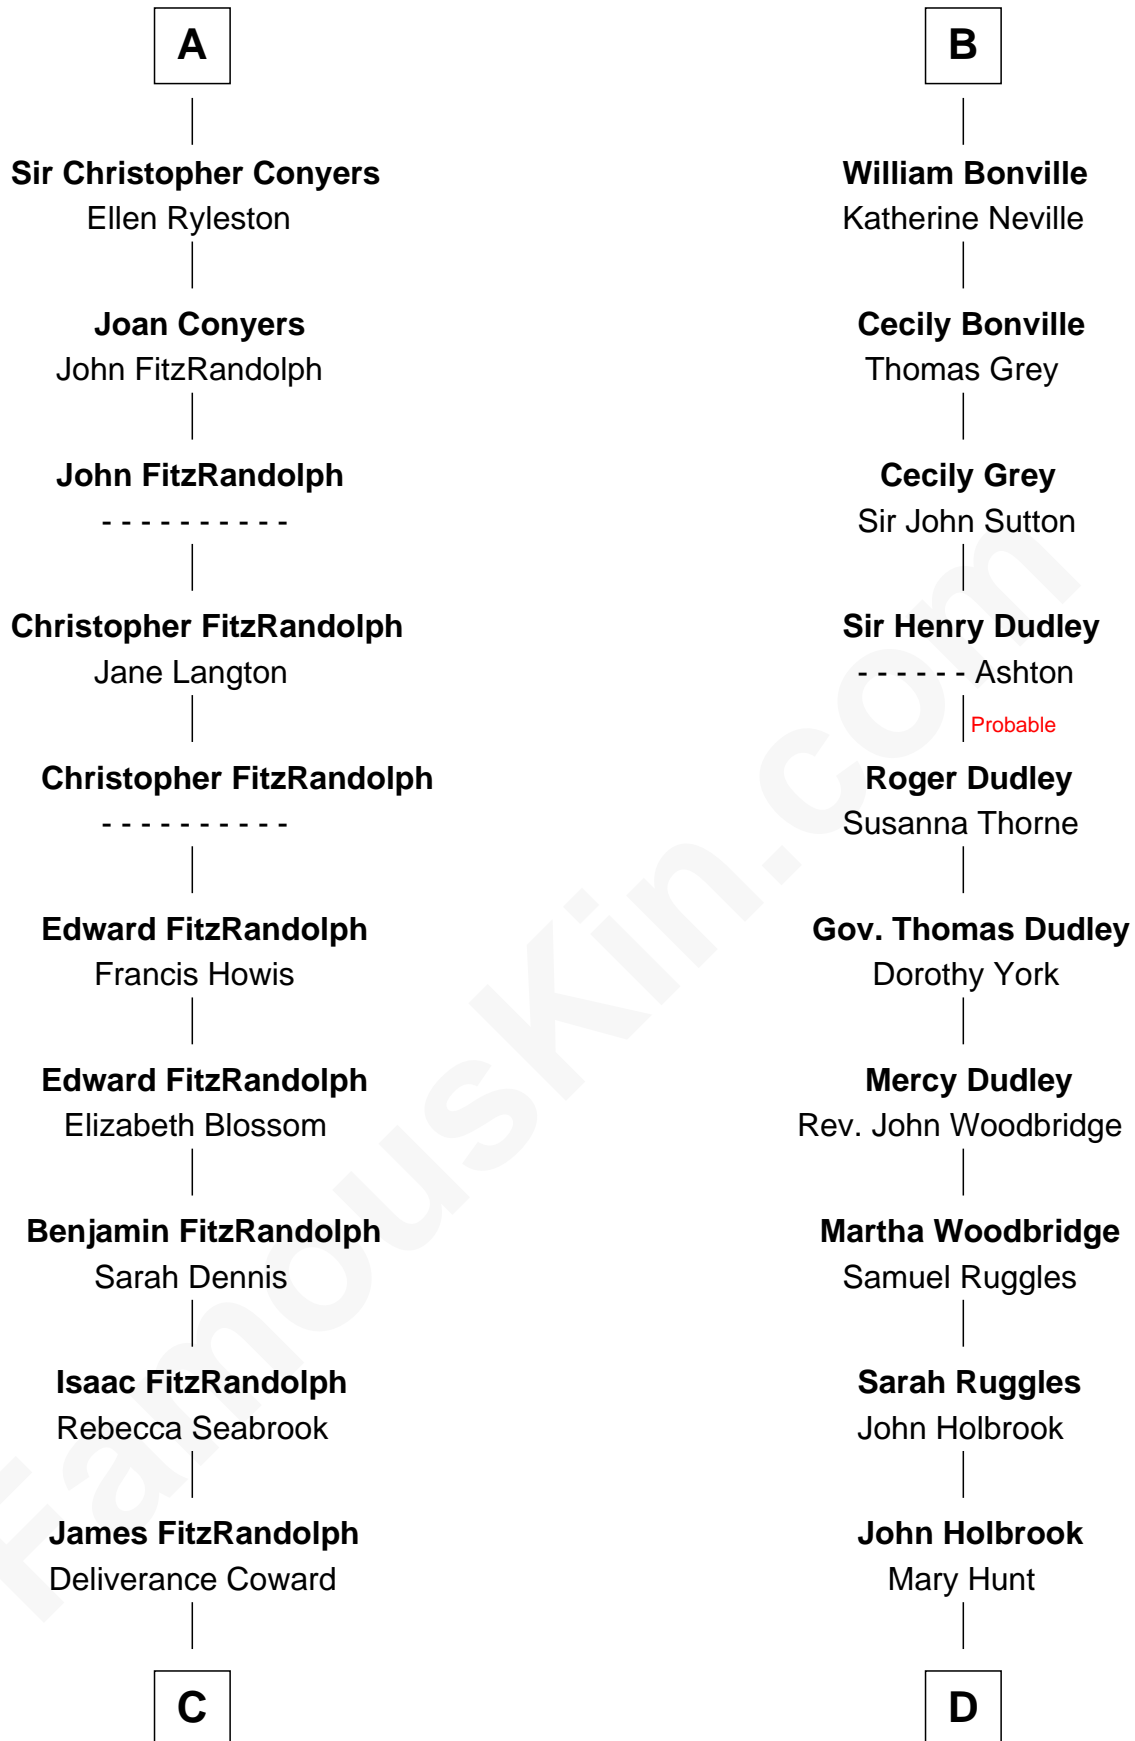 A
Sir Christopher Conyers
Ellen Ryleston
Joan Conyers
John FitzRandolph
John FitzRandolph
- - - - - - - - - -
Christopher FitzRandolph
Jane Langton
Christopher FitzRandolph
- - - - - - - - - -
Edward FitzRandolph
Francis Howis
Edward FitzRandolph
Elizabeth Blossom
Benjamin FitzRandolph
Sarah Dennis
Isaac FitzRandolph
Rebecca Seabrook
James FitzRandolph
Deliverance Coward
C
B
William Bonville
Katherine Neville
Cecily Bonville
Thomas Grey
Cecily Grey
Sir John Sutton
Sir Henry Dudley
- - - - - - Ashton
Probable
Roger Dudley
Susanna Thorne
Gov. Thomas Dudley
Dorothy York
Mercy Dudley
Rev. John Woodbridge
Martha Woodbridge
Samuel Ruggles
Sarah Ruggles
John Holbrook
John Holbrook
Mary Hunt
D
FamousKin.com